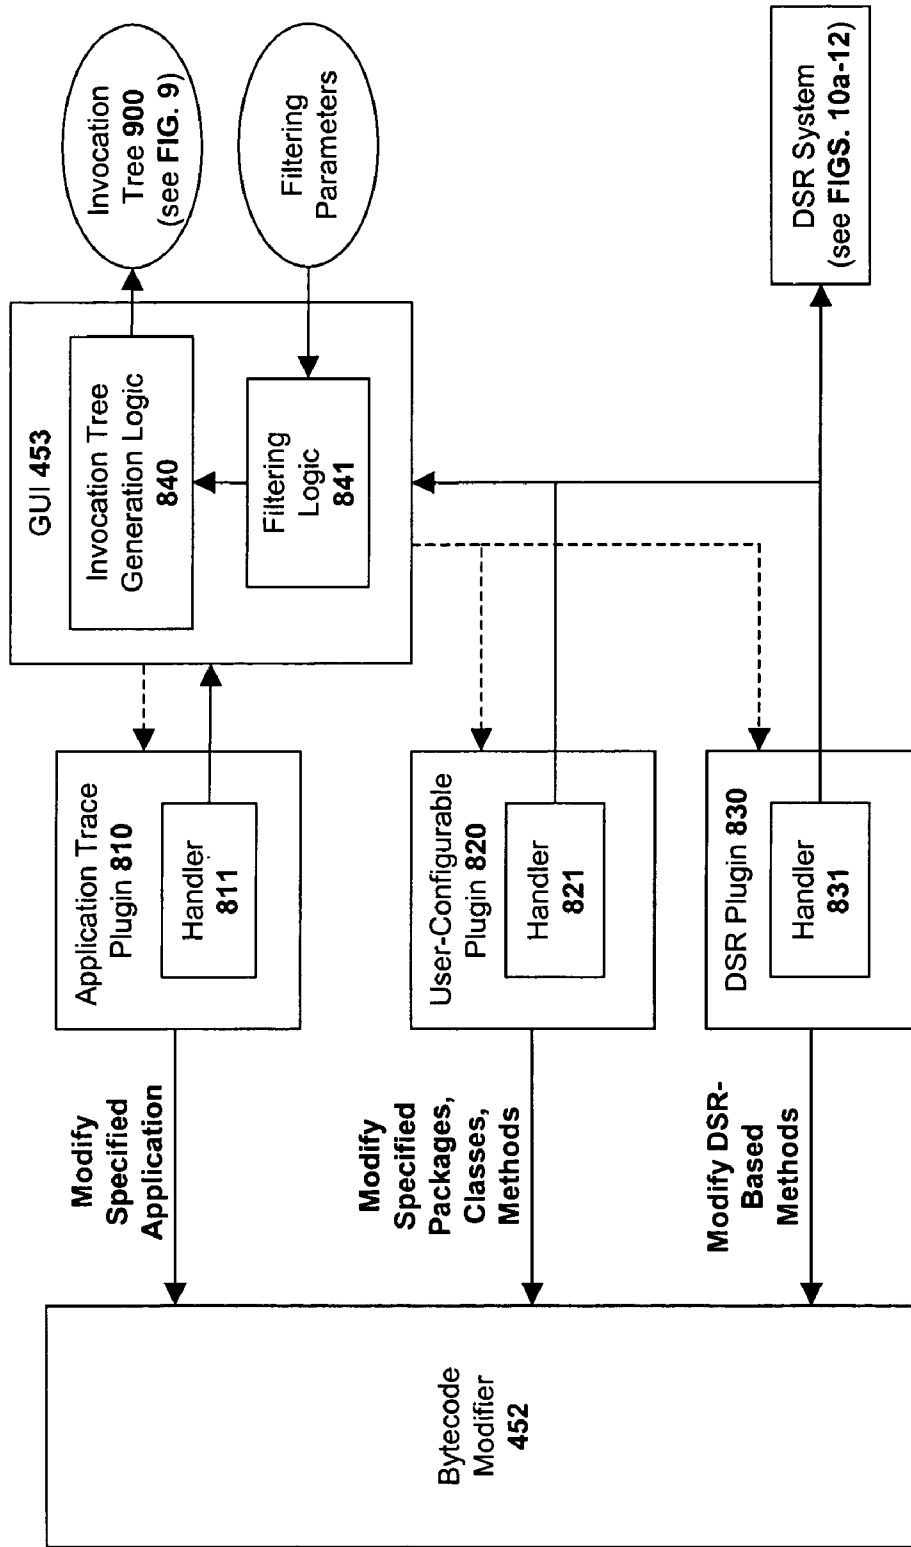 Bytecode
Modifier
452
Modify
Specified
Application
Modify
Specified
Packages,
Classes,
Methods
Modify DSR-
Based
Methods
Application Trace
Plugin 810
Handler
811
User-Configurable
Plugin 820
Handler
821
DSR Plugin 830
Handler
831
GUI 453
Invocation Tree
Generation Logic
840
Filtering
Logic
841
Invocation
Tree 900
(see FIG. 9)
Filtering
Parameters
DSR System
(see FIGS. 10a-12)